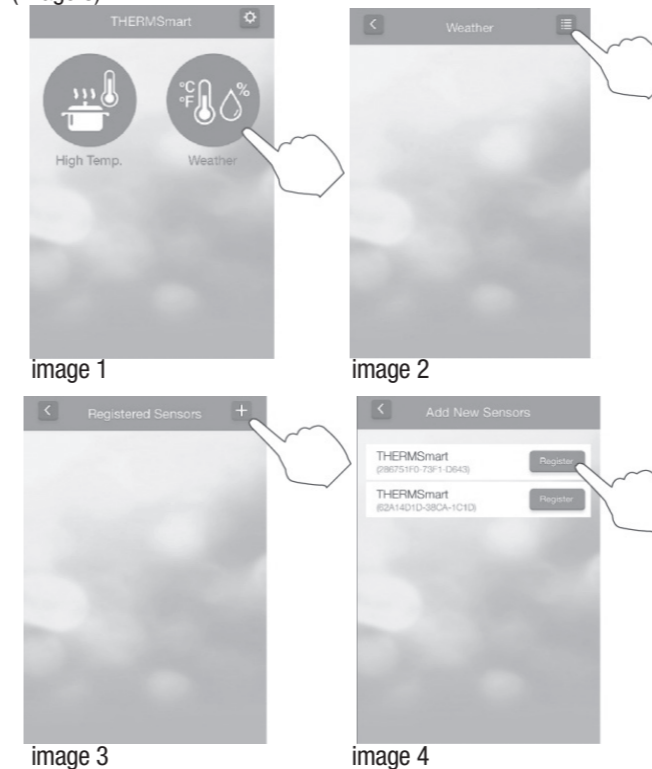 THERMSmart
°C
°F
%
High Temp.
Weather
image 1
Weather
image 2
Registered Sensors +
image 3
Add New Sensors
THERMSmart
(286751F0-73F1-D643)
Register
THERMSmart
(62A14D1D-38CA-1C1D)
Register
image 4